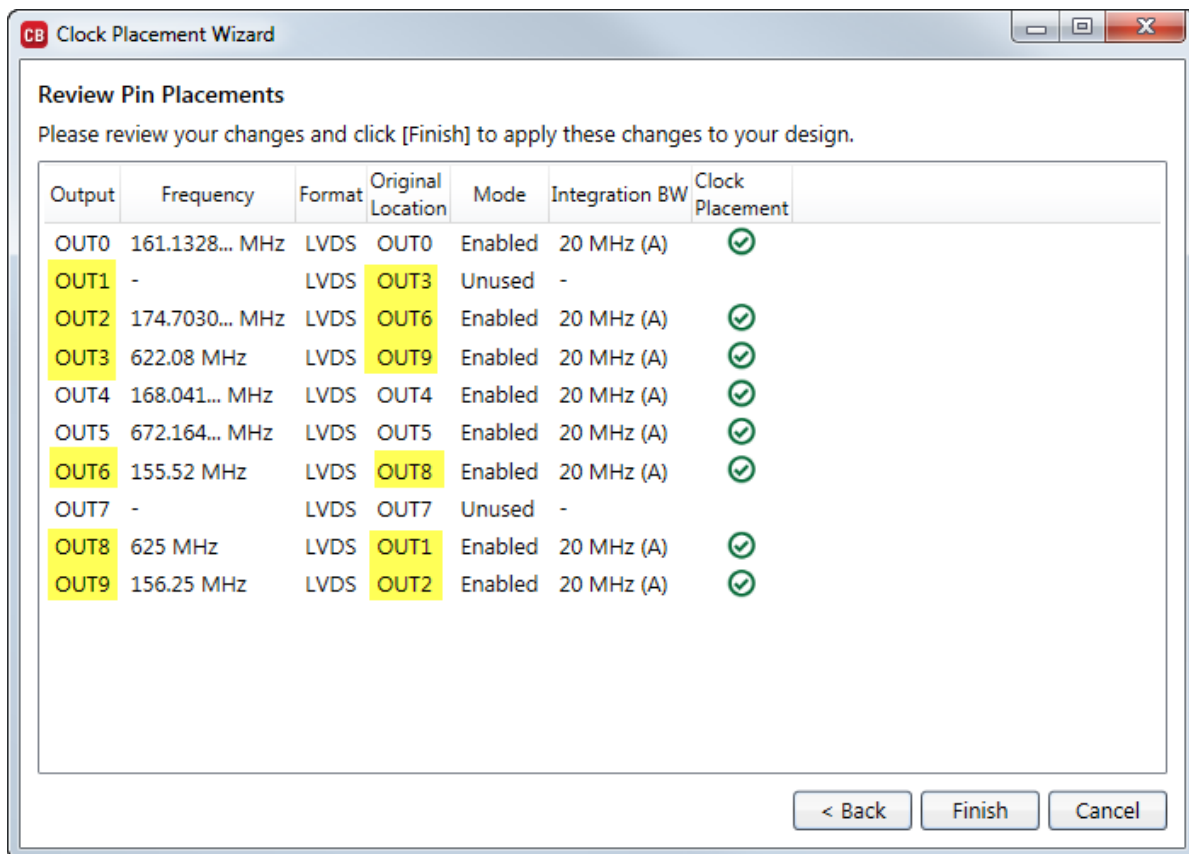 CB Clock Placement Wizard
Review Pin Placements
Please review your changes and click [Finish] to apply these changes to your design.
Output Frequency Format Original Location Mode Integration BW Clock Placement
OUT0 161.1328... MHz LVDS OUT0 Enabled 20 MHz (A)
OUT1 - LVDS OUT3 Unused -
OUT2 174.7030... MHz LVDS OUT6 Enabled 20 MHz (A)
OUT3 622.08 MHz LVDS OUT9 Enabled 20 MHz (A)
OUT4 168.041... MHz LVDS OUT4 Enabled 20 MHz (A)
OUT5 672.164... MHz LVDS OUT5 Enabled 20 MHz (A)
OUT6 155.52 MHz LVDS OUT8 Enabled 20 MHz (A)
OUT7 - LVDS OUT7 Unused -
OUT8 625 MHz LVDS OUT1 Enabled 20 MHz (A)
OUT9 156.25 MHz LVDS OUT2 Enabled 20 MHz (A)
< Back Finish Cancel